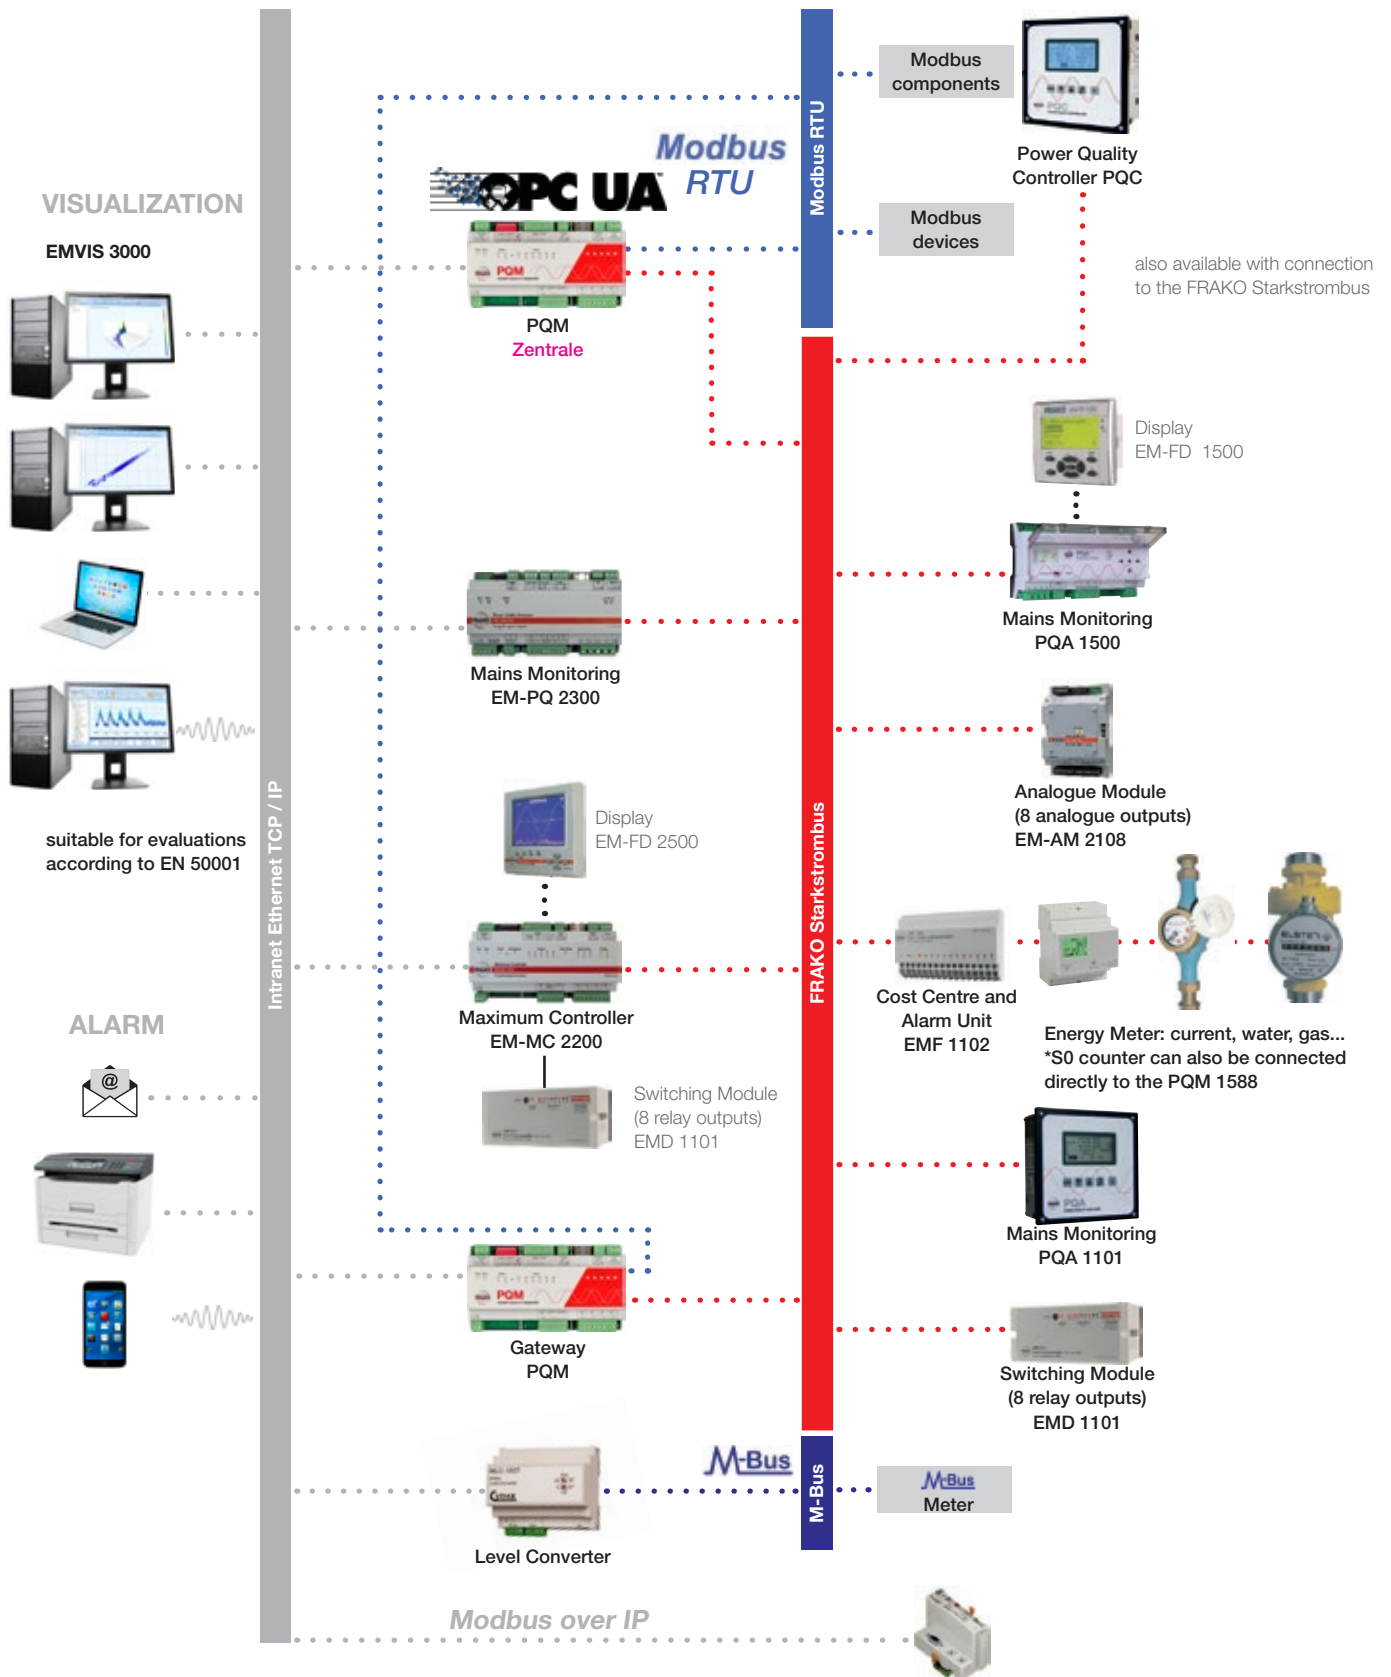 VISUALIZATION
EMVIS 3000
suitable for evaluations
according to EN 50001
ALARM
@
Intranet Ethernet TCP / IP
Modbus
RTU
OPC UA
PQM
PQM
Zentrale
Mains Monitoring
EM-PQ 2300
Display
EM-FD 2500
Maximum Controller
EM-MC 2200
Switching Module
(8 relay outputs)
EMD 1101
PQM
Gateway
PQM
M-Bus
Level Converter
Modbus over IP
Modbus RTU
FRAKO Starkstrombus
M-Bus
Modbus
components
PQC
Power Quality
Controller PQC
Modbus
devices
also available with connection
to the FRAKO Starkstrombus
Display
EM-FD 1500
Mains Monitoring
PQA 1500
Analogue Module
(8 analogue outputs)
EM-AM 2108
ELSTER
Cost Centre and
Alarm Unit
EMF 1102
Energy Meter: current, water, gas...
*S0 counter can also be connected
directly to the PQM 1588
PQA
Mains Monitoring
PQA 1101
Switching Module
(8 relay outputs)
EMD 1101
M-Bus
Meter